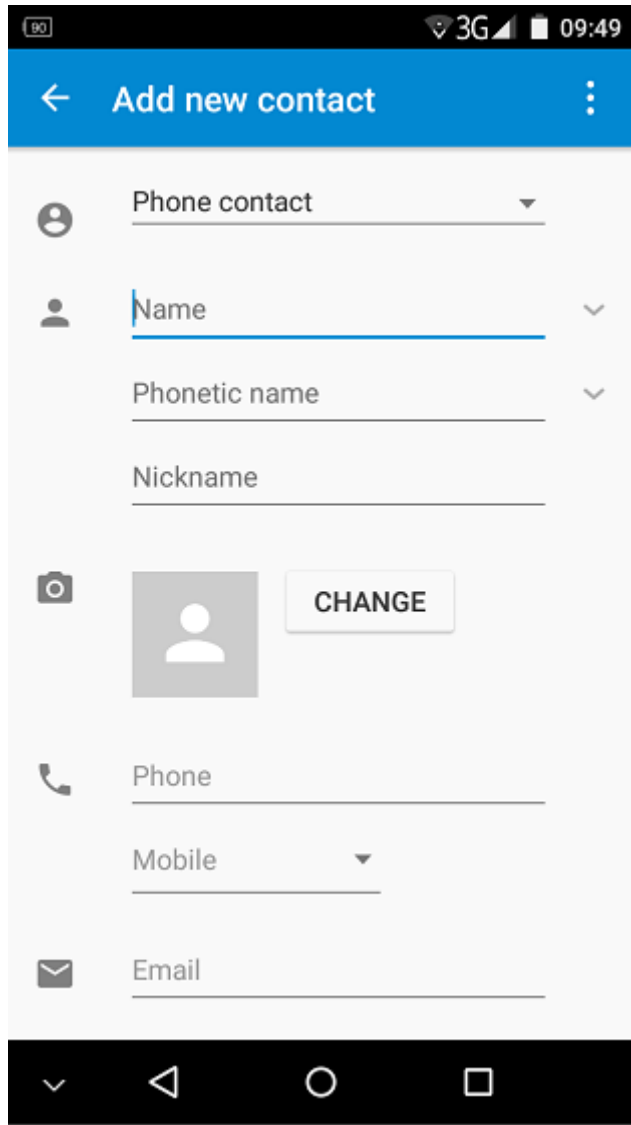 90
3G
09:49
Add new contact
Phone contact
Name
Phonetic name
Nickname
CHANGE
Phone
Mobile
Email